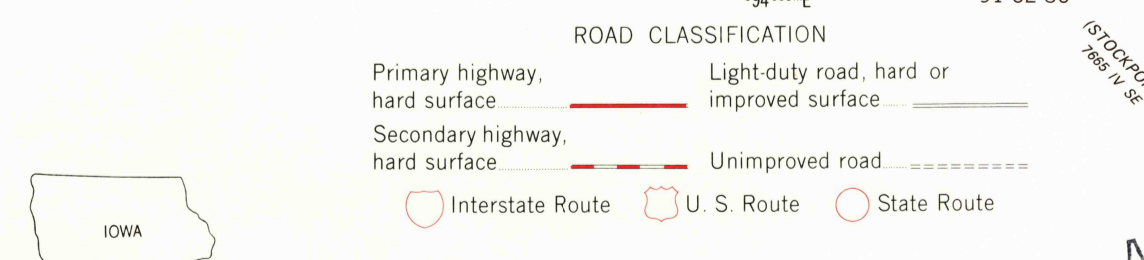 ROAD CLASSIFICATION
Primary highway,
hard surface
Light-duty road, hard or
improved surface
Secondary highway,
hard surface
Unimproved road
Interstate Route
U. S. Route
State Route
IOWA
7665 IV SE